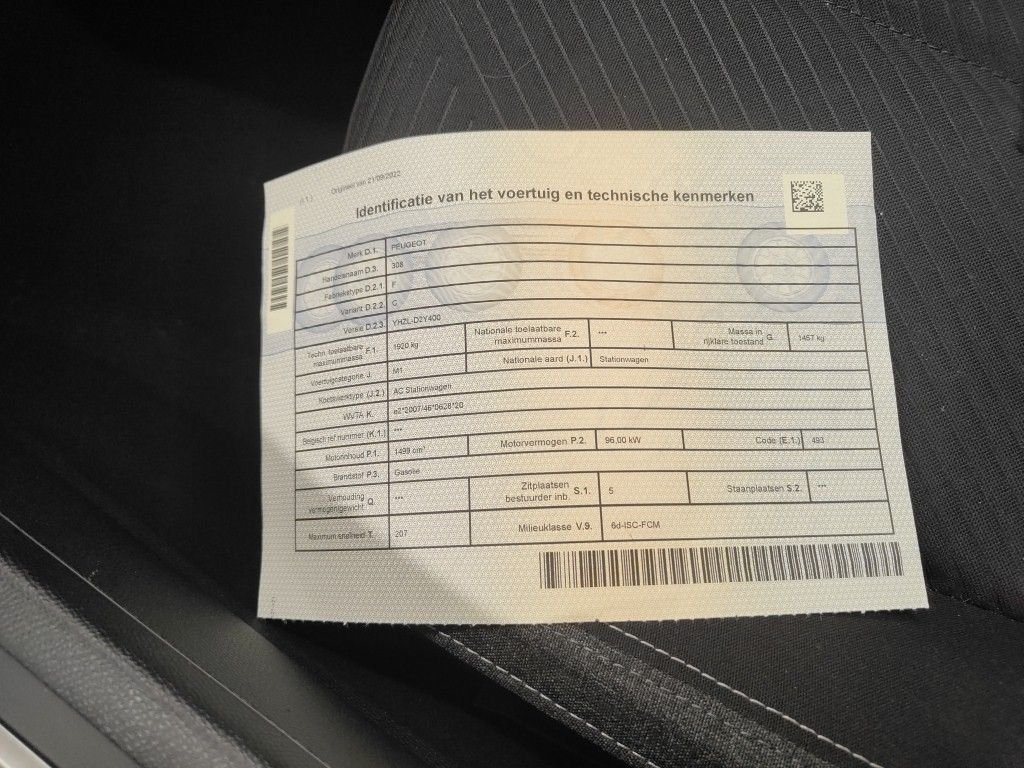 Origineel van 21/09/2022
Identificatie van het voertuig en technische kenmerken
Merk D.1. PEUGEOT
Handelsnaam D.3. 308
Fabriekstype D.2.1. F
Variant D.2.2. C
Versie D.2.3. YHZL-D2Y400
Techn. toelaatbare maximummassa F.1. 1920 kg Nationale toelaatbare maximummassa F.2. --- Massa in rijklare toestand G. 1457 kg
Voertuigcategorie J. M1 Nationale aard (J.1.) Stationwagen
Koetswerktype (J.2.) AC Stationwagen
WVTA K. e2*2007/46*0628*20
Belgisch ref nummer (K.1.) ---
Motorinhoud P.1. 1499 cm³ Motorvermogen P.2. 96,00 kW Code (E.1.) 493
Brandstof P.3. Gasolie
Verhouding vermogen/gewicht Q. --- Zitplaatsen bestuurder inb. S.1. 5 Staanplaatsen S.2. ---
Maximum snelheid T. 207 Milieuklasse V.9. 6d-ISC-FCM